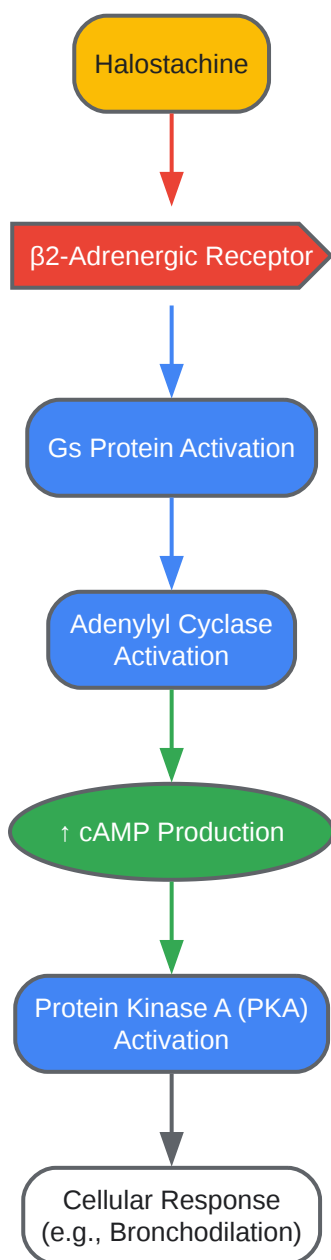 Halostachine
β2-Adrenergic Receptor
Gs Protein Activation
Adenylyl Cyclase
Activation
↑ cAMP Production
Protein Kinase A (PKA)
Activation
Cellular Response
(e.g., Bronchodilation)